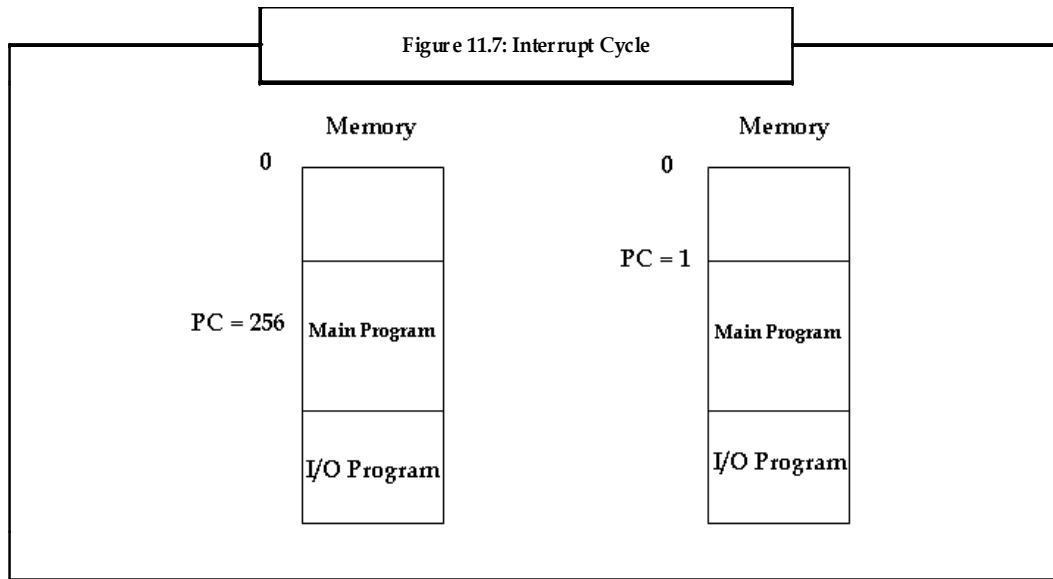 Figure 11.7: Interrupt Cycle
Memory
0
PC = 256
Main Program
I/O Program
Memory
0
PC = 1
Main Program
I/O Program